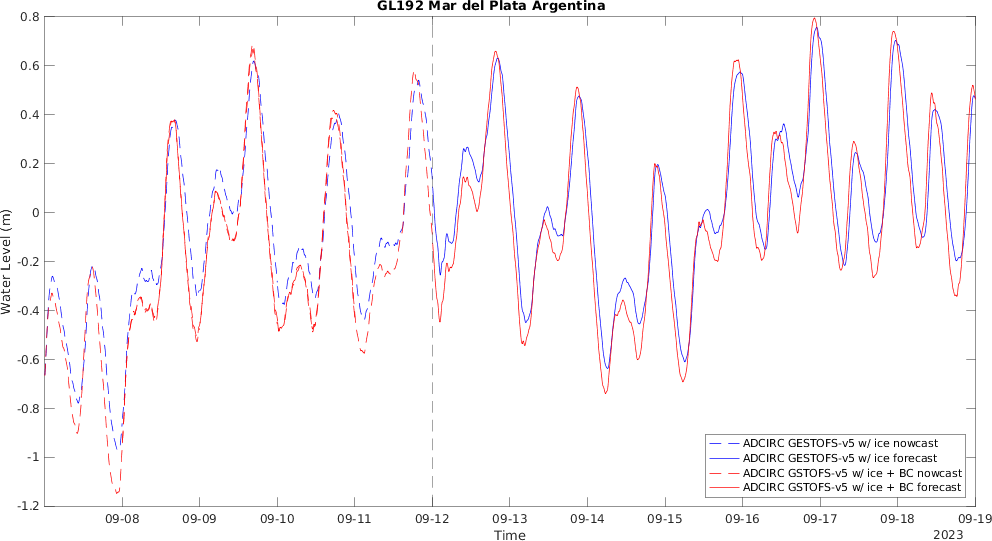 GL192 Mar del Plata Argentina
Water Level (m)
0.8
0.6
0.4
0.2
0
-0.2
-0.4
-0.6
-0.8
-1
-1.2
09-08 09-09 09-10 09-11 09-12 09-13 09-14 09-15 09-16 09-17 09-18 09-19
Time
2023
ADCIRC GESTOFS-v5 w/ ice nowcast
ADCIRC GESTOFS-v5 w/ ice forecast
ADCIRC GSTOFS-v5 w/ ice + BC nowcast
ADCIRC GSTOFS-v5 w/ ice + BC forecast